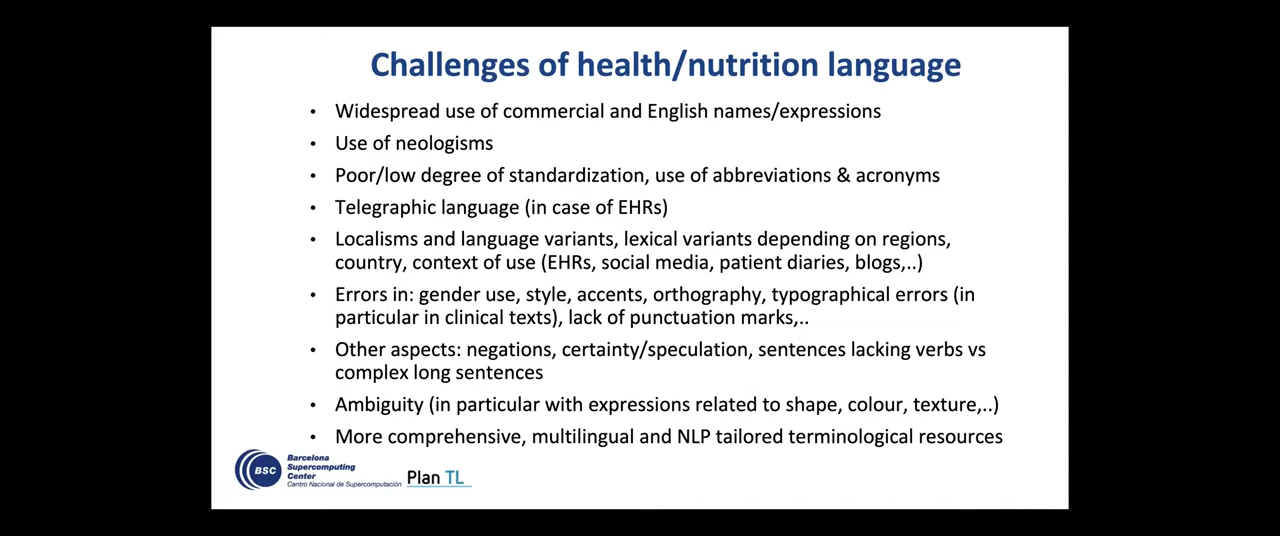 Challenges of health/nutrition language
• Widespread use of commercial and English names/expressions
• Use of neologisms
• Poor/low degree of standardization, use of abbreviations & acronyms
• Telegraphic language (in case of EHRs)
• Localisms and language variants, lexical variants depending on regions,
country, context of use (EHRs, social media, patient diaries, blogs,..)
• Errors in: gender use, style, accents, orthography, typographical errors (in
particular in clinical texts), lack of punctuation marks,..
• Other aspects: negations, certainty/speculation, sentences lacking verbs vs
complex long sentences
• Ambiguity (in particular with expressions related to shape, colour, texture,..)
• More comprehensive, multilingual and NLP tailored terminological resources
BSC
Barcelona
Supercomputing
Center
Centro Nacional de Supercomputación
Plan TL